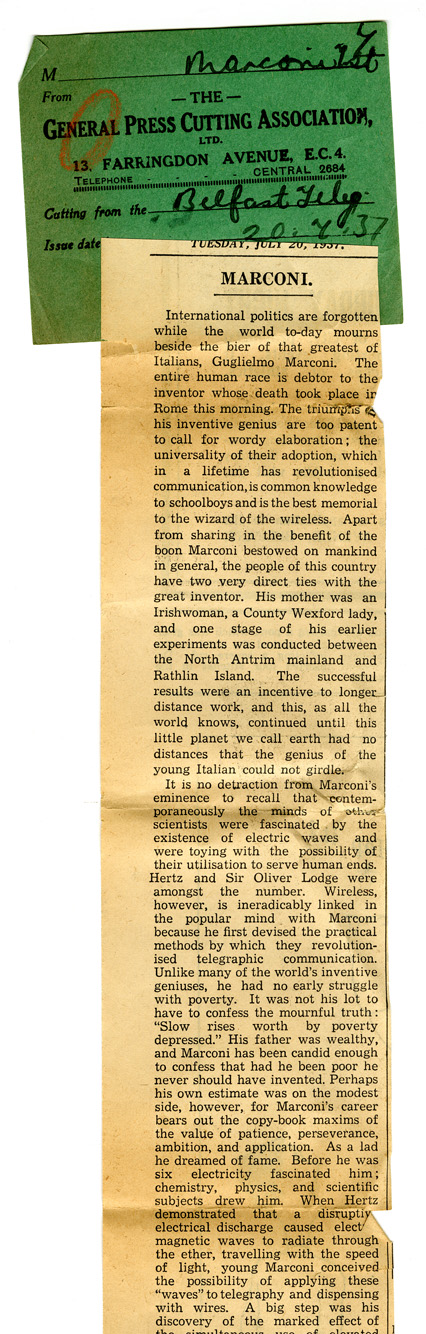 M Marconi
From
— THE —
GENERAL PRESS CUTTING ASSOCIATION,
LTD.
13, FARRINGDON AVENUE, E.C.4.
TELEPHONE - - - CENTRAL 2684
Cutting from the Belfast Teleg.
Issue date 20.7.37
TUESDAY, JULY 20, 1937.
MARCONI.
International politics are forgotten
while the world to-day mourns
beside the bier of that greatest of
Italians, Guglielmo Marconi. The
entire human race is debtor to the
inventor whose death took place in
Rome this morning. The triumphs
his inventive genius are too patent
to call for wordy elaboration; the
universality of their adoption, which
in a lifetime has revolutionised
communication, is common knowledge
to schoolboys and is the best memorial
to the wizard of the wireless. Apart
from sharing in the benefit of the
boon Marconi bestowed on mankind
in general, the people of this country
have two very direct ties with the
great inventor. His mother was an
Irishwoman, a County Wexford lady,
and one stage of his earlier
experiments was conducted between
the North Antrim mainland and
Rathlin Island. The successful
results were an incentive to longer
distance work, and this, as all the
world knows, continued until this
little planet we call earth had no
distances that the genius of the
young Italian could not girdle.
It is no detraction from Marconi's
eminence to recall that contem-
poraneously the minds of other
scientists were fascinated by the
existence of electric waves and
were toying with the possibility of
their utilisation to serve human ends.
Hertz and Sir Oliver Lodge were
amongst the number. Wireless,
however, is ineradicably linked in
the popular mind with Marconi
because he first devised the practical
methods by which they revolution-
ised telegraphic communication.
Unlike many of the world's inventive
geniuses, he had no early struggle
with poverty. It was not his lot to
have to confess the mournful truth:
"Slow rises worth by poverty
depressed." His father was wealthy,
and Marconi has been candid enough
to confess that had he been poor he
never should have invented. Perhaps
his own estimate was on the modest
side, however, for Marconi's career
bears out the copy-book maxims of
the value of patience, perseverance,
ambition, and application. As a lad
he dreamed of fame. Before he was
six electricity fascinated him;
chemistry, physics, and scientific
subjects drew him. When Hertz
demonstrated that a disruptiv
electrical discharge caused elect
magnetic waves to radiate through
the ether, travelling with the speed
of light, young Marconi conceived
the possibility of applying these
"waves" to telegraphy and dispensing
with wires. A big step was his
discovery of the marked effect of
the simultaneous use of elevated